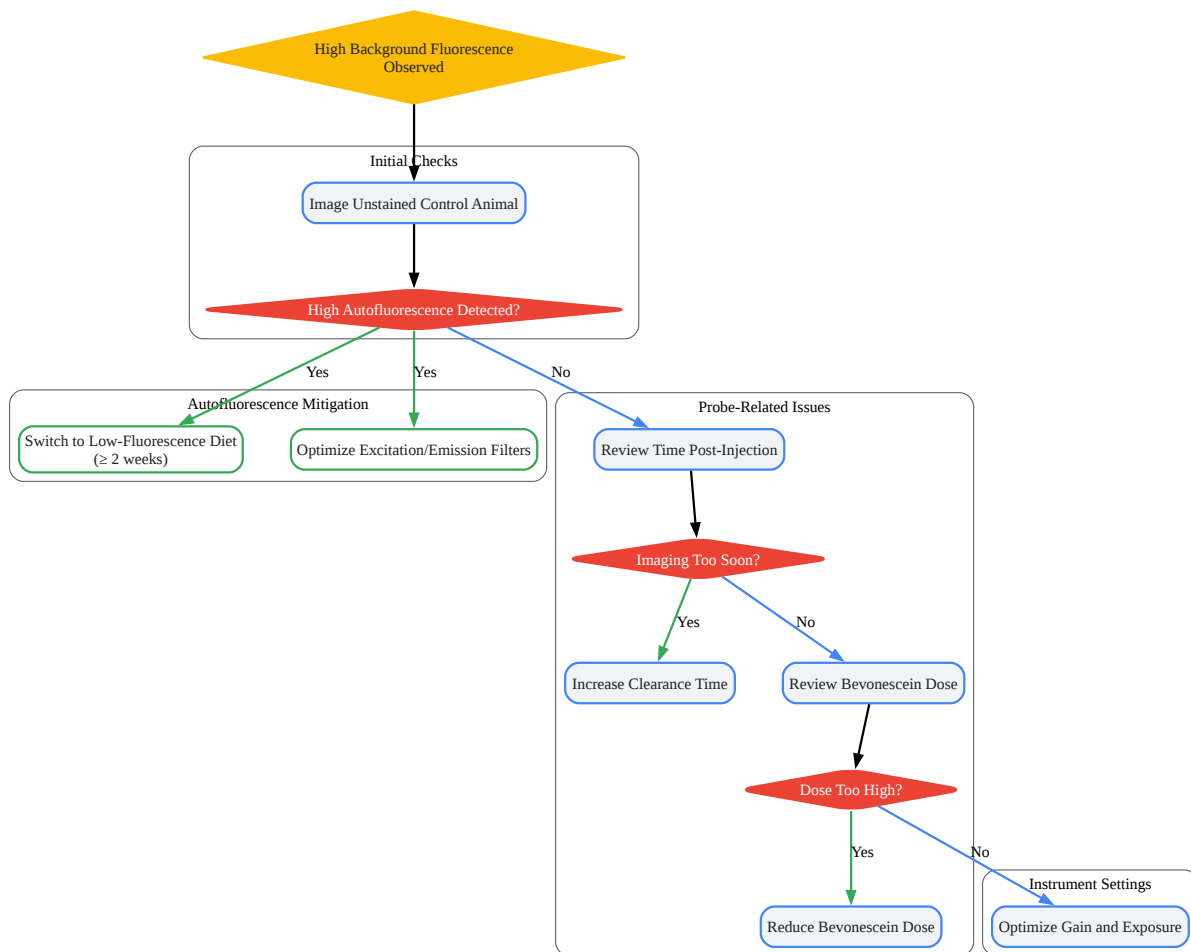 High Background Fluorescence
Observed
Initial Checks
Image Unstained Control Animal
High Autofluorescence Detected?
Yes
Yes
No
Autofluorescence Mitigation
Switch to Low-Fluorescence Diet
(≥ 2 weeks)
Optimize Excitation/Emission Filters
Probe-Related Issues
Review Time Post-Injection
Imaging Too Soon?
Yes
No
Increase Clearance Time
Review Bevonescein Dose
Dose Too High?
Yes
No
Reduce Bevonescein Dose
Instrument Settings
Optimize Gain and Exposure